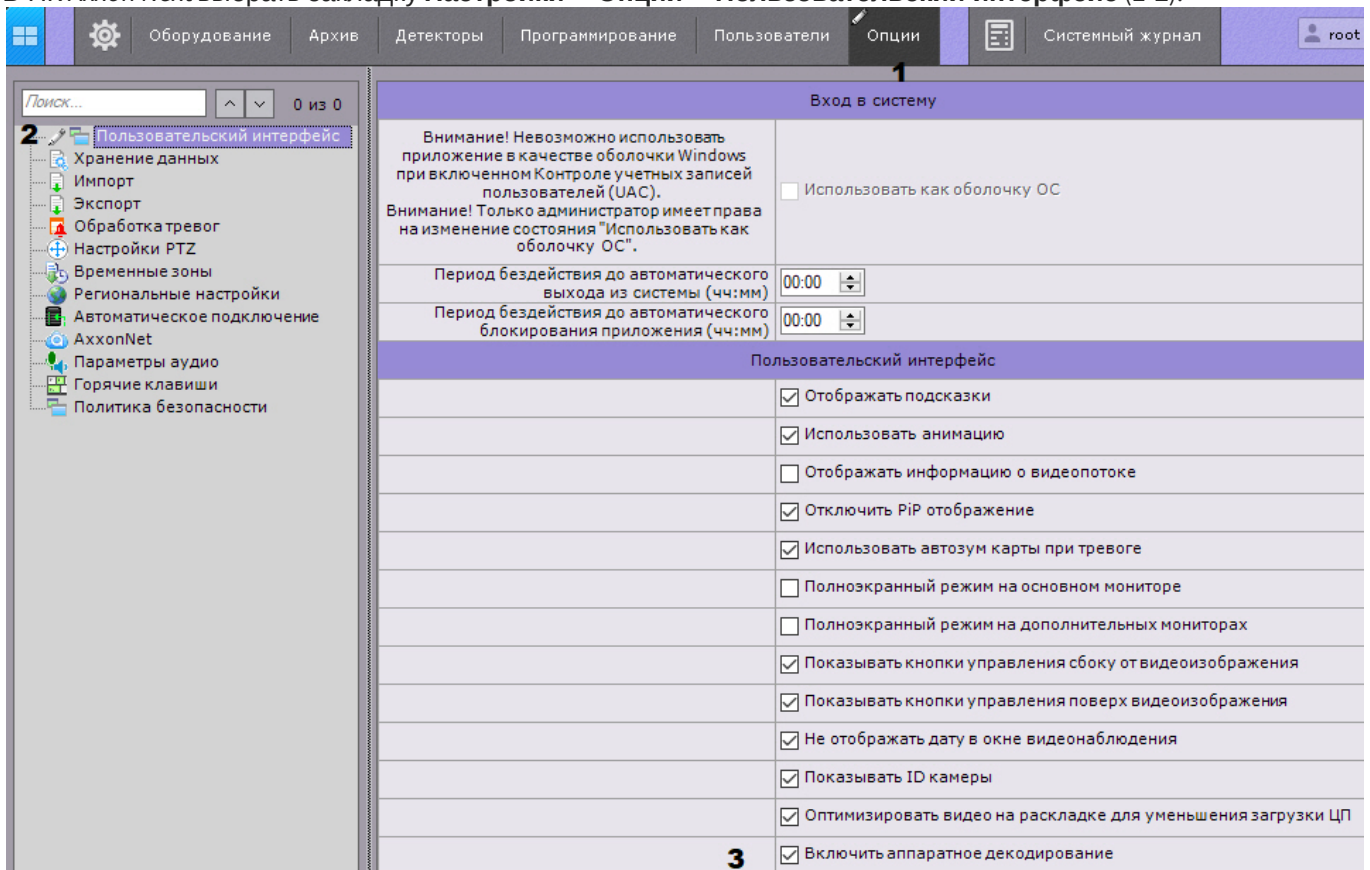 Оборудование Архив Детекторы Программирование Пользователи Опции Системный журнал root
1
Поиск... 0 из 0
2 Пользовательский интерфейс
Хранение данных
Импорт
Экспорт
Обработка тревог
Настройки PTZ
Временные зоны
Региональные настройки
Автоматическое подключение
AxxonNet
Параметры аудио
Горячие клавиши
Политика безопасности
Вход в систему
Внимание! Невозможно использовать
приложение в качестве оболочки Windows
при включенном Контроле учетных записей
пользователей (UAC).
Внимание! Только администратор имеет права
на изменение состояния "Использовать как
оболочку ОС".
Использовать как оболочку ОС
Период бездействия до автоматического
выхода из системы (чч:мм)
00:00
Период бездействия до автоматического
блокирования приложения (чч:мм)
00:00
Пользовательский интерфейс
Отображать подсказки
Использовать анимацию
Отображать информацию о видеопотоке
Отключить PiP отображение
Использовать автозум карты при тревоге
Полноэкранный режим на основном мониторе
Полноэкранный режим на дополнительных мониторах
Показывать кнопки управления сбоку от видеоизображения
Показывать кнопки управления поверх видеоизображения
Не отображать дату в окне видеонаблюдения
Показывать ID камеры
Оптимизировать видео на раскладке для уменьшения загрузки ЦП
3 Включить аппаратное декодирование